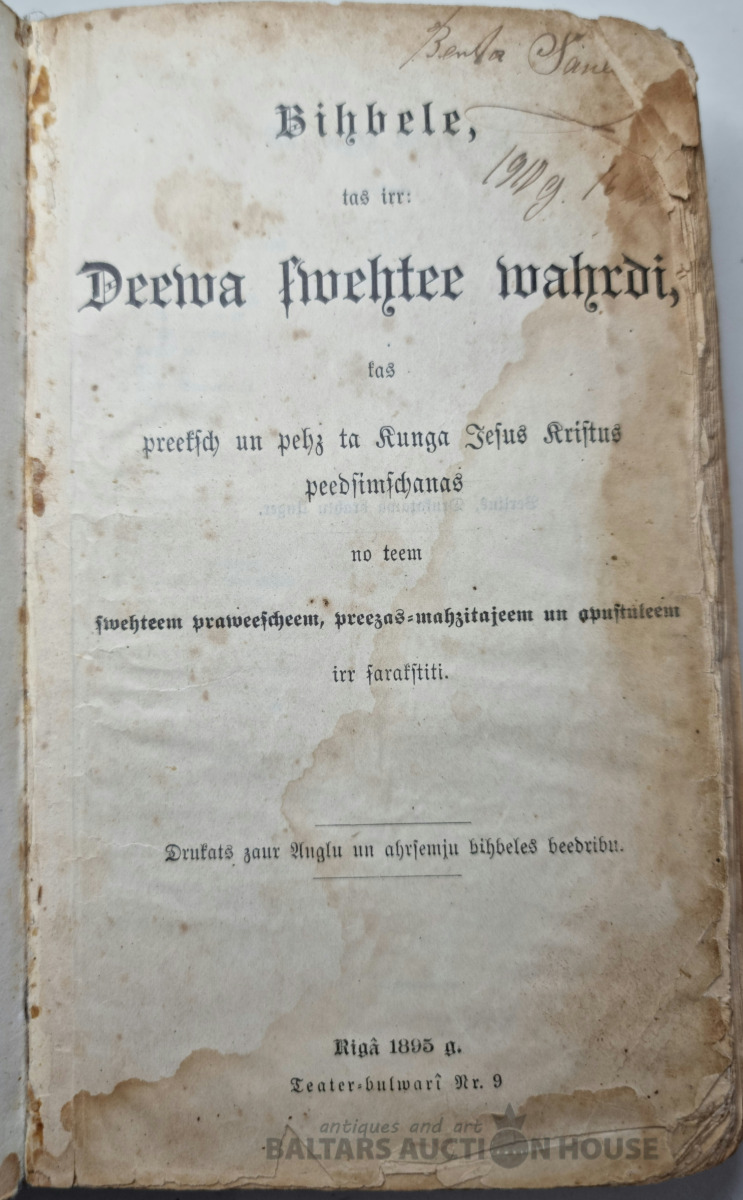 Berta
Bihbele,
1910 g.
tas irr:
Deewa ſwehtee wahrdi,
kas
preekſch un pehz ta Kunga Jeſus Kriſtus
peedſimſchanas
no teem
ſwehteem praweeſcheem, preezas-mahzitajeem un apuſtuleem
irr ſarakſtiti.
Drukats zaur Anglu un ahrſemju bihbeles beedribu.
Rigâ 1895 g.
Teater-bulwarî Nr. 9
antiques and art
BALTARS AUCTION HOUSE